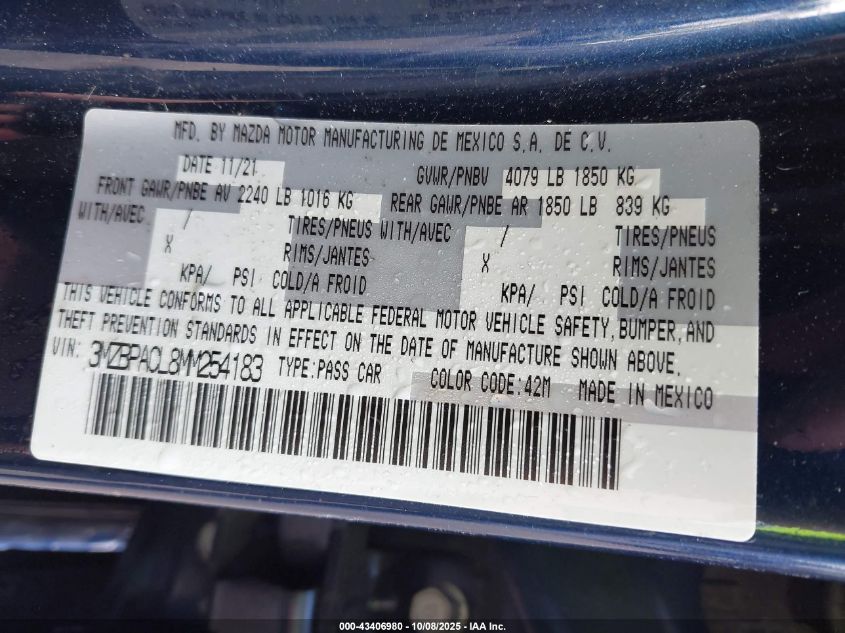 MFD. BY MAZDA MOTOR MANUFACTURING DE MEXICO S.A. DE C.V.
DATE 11/21 GVWR/PNBV 4079 LB 1850 KG
FRONT GAWR/PNBE AV 2240 LB 1016 KG REAR GAWR/PNBE AR 1850 LB 839 KG
WITH/AVEC / TIRES/PNEUS WITH/AVEC / TIRES/PNEUS
X RIMS/JANTES X RIMS/JANTES
KPA/ PSI COLD/A FROID KPA/ PSI COLD/A FROID
THIS VEHICLE CONFORMS TO ALL APPLICABLE FEDERAL MOTOR VEHICLE SAFETY, BUMPER, AND
THEFT PREVENTION STANDARDS IN EFFECT ON THE DATE OF MANUFACTURE SHOWN ABOVE.
VIN: 3MZBPACL8MM254183 TYPE:PASS CAR COLOR CODE:42M MADE IN MEXICO
000-43406980 - 10/08/2025 - IAA Inc.